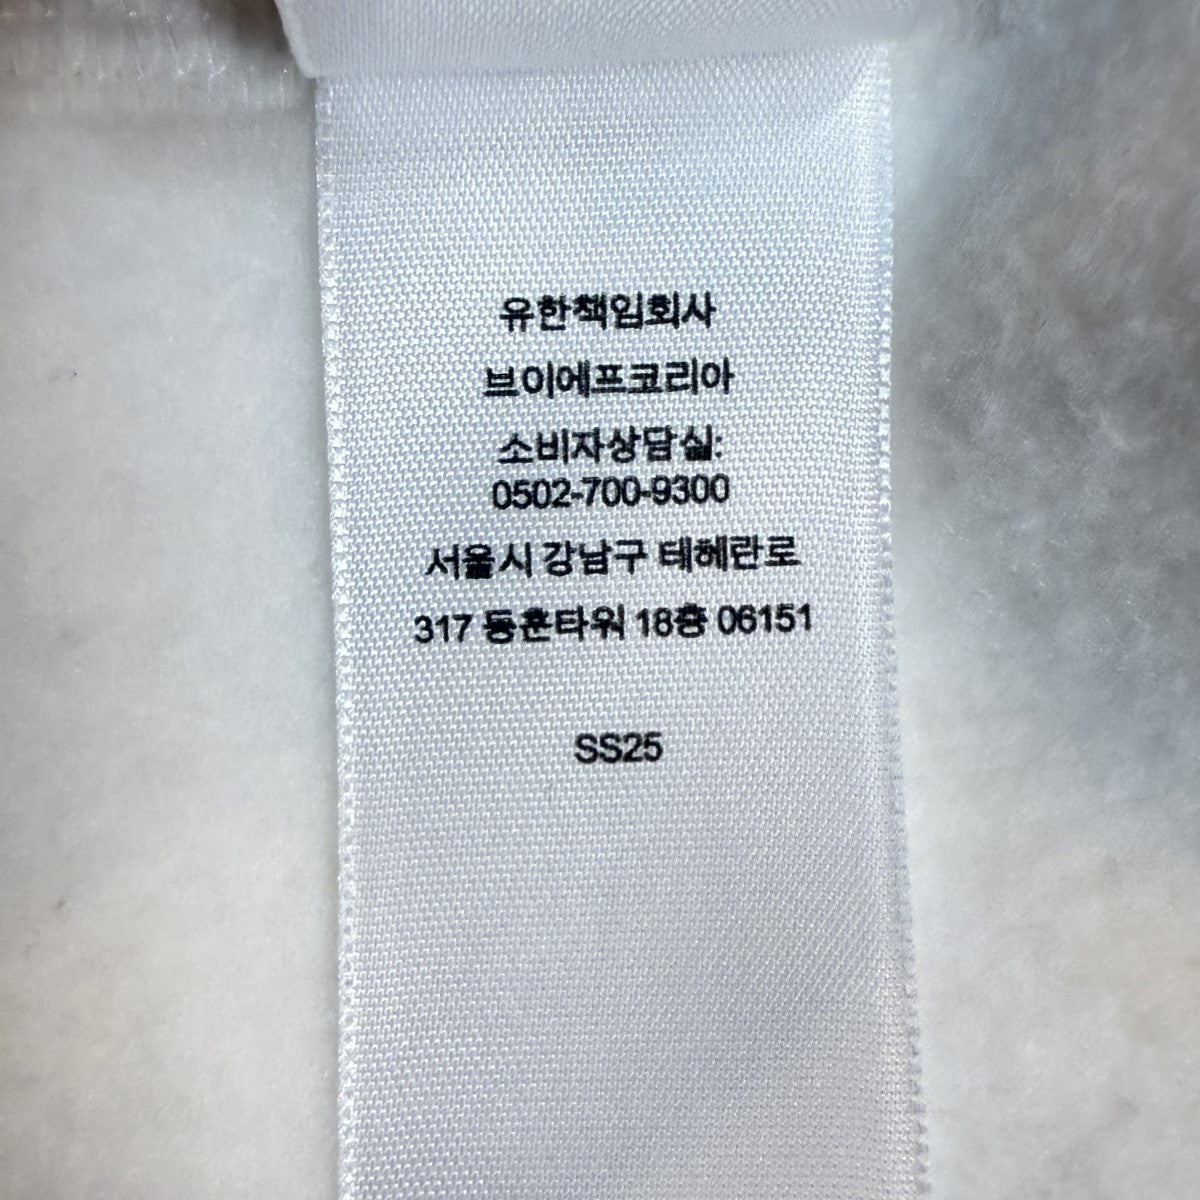 유한책임회사
브이에프코리아
소비자상담실:
0502-700-9300
서울시 강남구 테헤란로
317 동훈타워 18층 06151
SS25